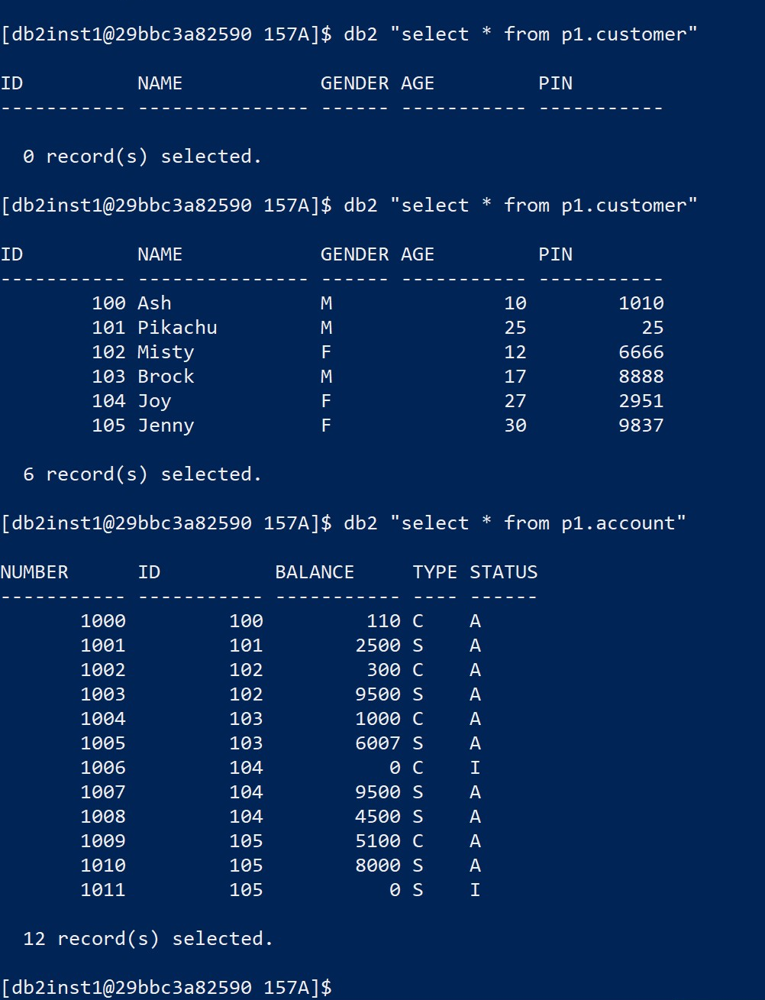 [db2inst1@29bbc3a82590 157A]$ db2 "select * from p1.customer"
ID          NAME            GENDER AGE         PIN
----------- --------------- ------ ----------- -----------
  0 record(s) selected.
[db2inst1@29bbc3a82590 157A]$ db2 "select * from p1.customer"
ID          NAME            GENDER AGE         PIN
----------- --------------- ------ ----------- -----------
        100 Ash             M               10        1010
        101 Pikachu         M               25          25
        102 Misty           F               12        6666
        103 Brock           M               17        8888
        104 Joy             F               27        2951
        105 Jenny           F               30        9837
  6 record(s) selected.
[db2inst1@29bbc3a82590 157A]$ db2 "select * from p1.account"
NUMBER      ID          BALANCE     TYPE STATUS
----------- ----------- ----------- ---- ------
       1000         100         110 C    A
       1001         101        2500 S    A
       1002         102         300 C    A
       1003         102        9500 S    A
       1004         103        1000 C    A
       1005         103        6007 S    A
       1006         104           0 C    I
       1007         104        9500 S    A
       1008         104        4500 S    A
       1009         105        5100 C    A
       1010         105        8000 S    A
       1011         105           0 S    I
  12 record(s) selected.
[db2inst1@29bbc3a82590 157A]$